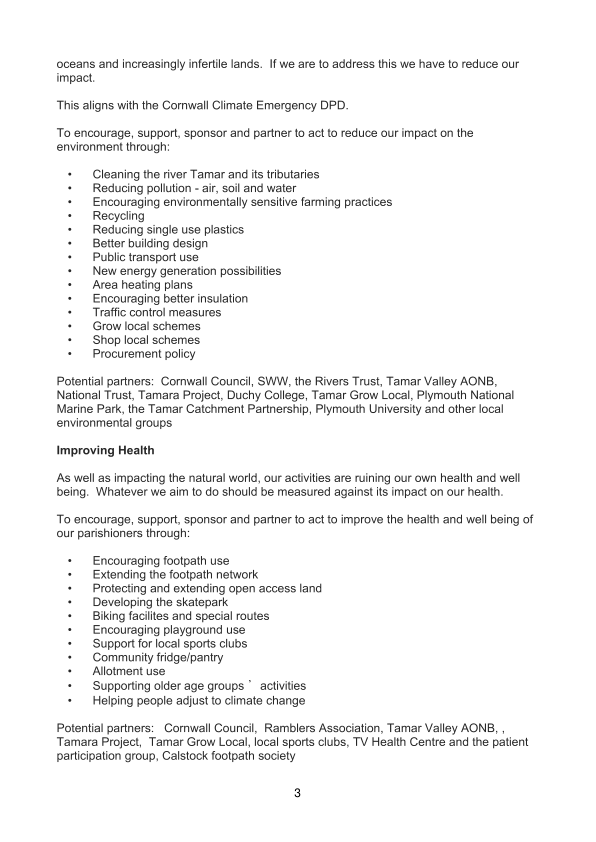 oceans and increasingly infertile lands.  If we are to address this we have to reduce our
impact.
This aligns with the Cornwall Climate Emergency DPD.
To encourage, support, sponsor and partner to act to reduce our impact on the
environment through:
• Cleaning the river Tamar and its tributaries
• Reducing pollution - air, soil and water
• Encouraging environmentally sensitive farming practices
• Recycling
• Reducing single use plastics
• Better building design
• Public transport use
• New energy generation possibilities
• Area heating plans
• Encouraging better insulation
• Traffic control measures
• Grow local schemes
• Shop local schemes
• Procurement policy
Potential partners:  Cornwall Council, SWW, the Rivers Trust, Tamar Valley AONB,
National Trust, Tamara Project, Duchy College, Tamar Grow Local, Plymouth National
Marine Park, the Tamar Catchment Partnership, Plymouth University and other local
environmental groups
Improving Health
As well as impacting the natural world, our activities are ruining our own health and well
being.  Whatever we aim to do should be measured against its impact on our health.
To encourage, support, sponsor and partner to act to improve the health and well being of
our parishioners through:
• Encouraging footpath use
• Extending the footpath network
• Protecting and extending open access land
• Developing the skatepark
• Biking facilites and special routes
• Encouraging playground use
• Support for local sports clubs
• Community fridge/pantry
• Allotment use
• Supporting older age groups ’ activities
• Helping people adjust to climate change
Potential partners:   Cornwall Council,  Ramblers Association, Tamar Valley AONB, ,
Tamara Project,  Tamar Grow Local, local sports clubs, TV Health Centre and the patient
participation group, Calstock footpath society
3